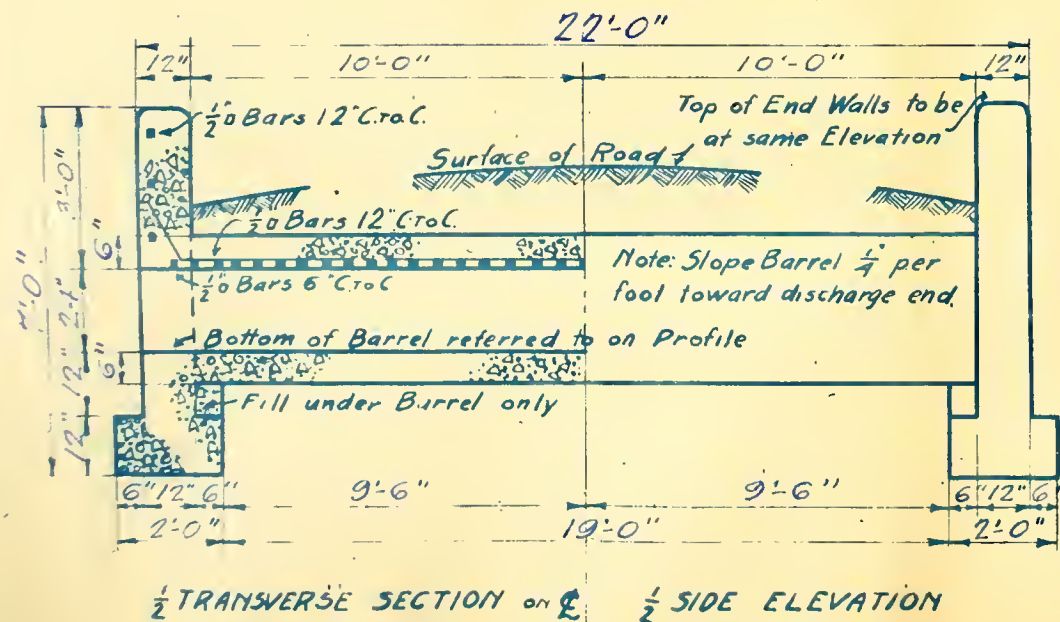 22'-0"
12" 10'-0" 10'-0" 12"
½"□ Bars 12" C. To C.
Top of End Walls to be
at same Elevation
Surface of Road
½"□ Bars 12" C. To C.
6"
½"□ Bars 6" C. To C
Note: Slope Barrel ¼" per
foot toward discharge end.
Bottom of Barrel referred to on Profile
6"
12"
Fill under Barrel only
12"
6" 12" 6" 9'-6" 9'-6" 6" 12" 6"
2'-0" 19'-0" 2'-0"
½ TRANSVERSE SECTION on ℄ ½ SIDE ELEVATION